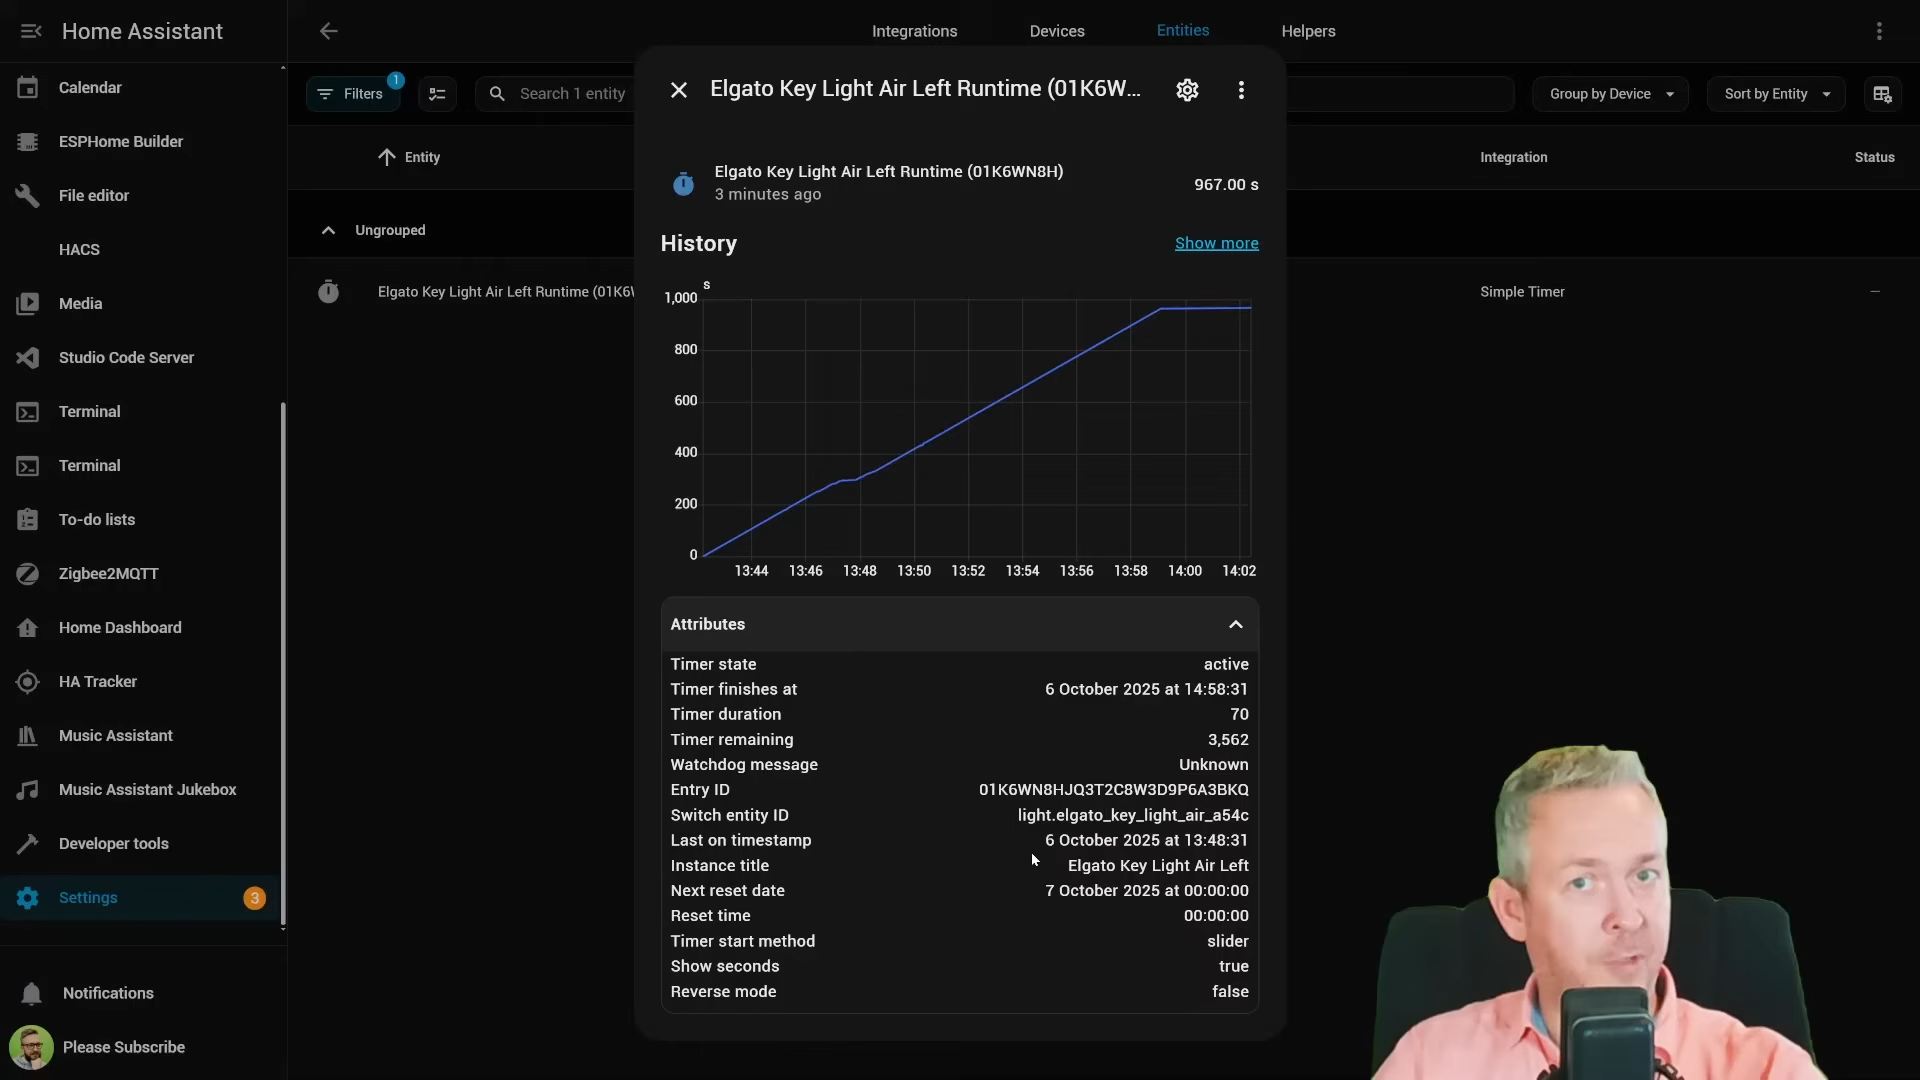 Home Assistant
Integrations
Devices
Entities
Helpers
Calendar
ESPHome Builder
File editor
HACS
Media
Studio Code Server
Terminal
Terminal
To-do lists
Zigbee2MQTT
Home Dashboard
HA Tracker
Music Assistant
Music Assistant Jukebox
Developer tools
Settings
3
Notifications
Please Subscribe
Filters
1
Search 1 entity
Group by Device
Sort by Entity
Entity
Integration
Status
Ungrouped
Elgato Key Light Air Left Runtime (01K6W
Simple Timer
—
Elgato Key Light Air Left Runtime (01K6W...
Elgato Key Light Air Left Runtime (01K6WN8H)
3 minutes ago
967.00 s
History
Show more
s
1,000
800
600
400
200
0
13:44 13:46 13:48 13:50 13:52 13:54 13:56 13:58 14:00 14:02
Attributes
Timer state active
Timer finishes at 6 October 2025 at 14:58:31
Timer duration 70
Timer remaining 3,562
Watchdog message Unknown
Entry ID 01K6WN8HJQ3T2C8W3D9P6A3BKQ
Switch entity ID light.elgato_key_light_air_a54c
Last on timestamp 6 October 2025 at 13:48:31
Instance title Elgato Key Light Air Left
Next reset date 7 October 2025 at 00:00:00
Reset time 00:00:00
Timer start method slider
Show seconds true
Reverse mode false